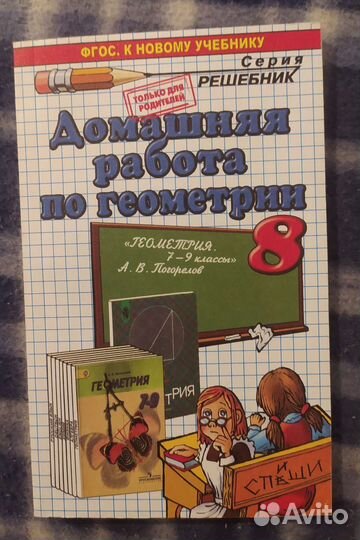 ФГОС. К НОВОМУ УЧЕБНИКУ
Серия
РЕШЕБНИК
ТОЛЬКО ДЛЯ
РОДИТЕЛЕЙ
Домашняя
работа
по геометрии
8
«ГЕОМЕТРИЯ.
7–9 КЛАССЫ»
А. В. Погорелов
ТРИЯ
ГЕОМЕТРИЯ
7-9
СПИШИ
Avito